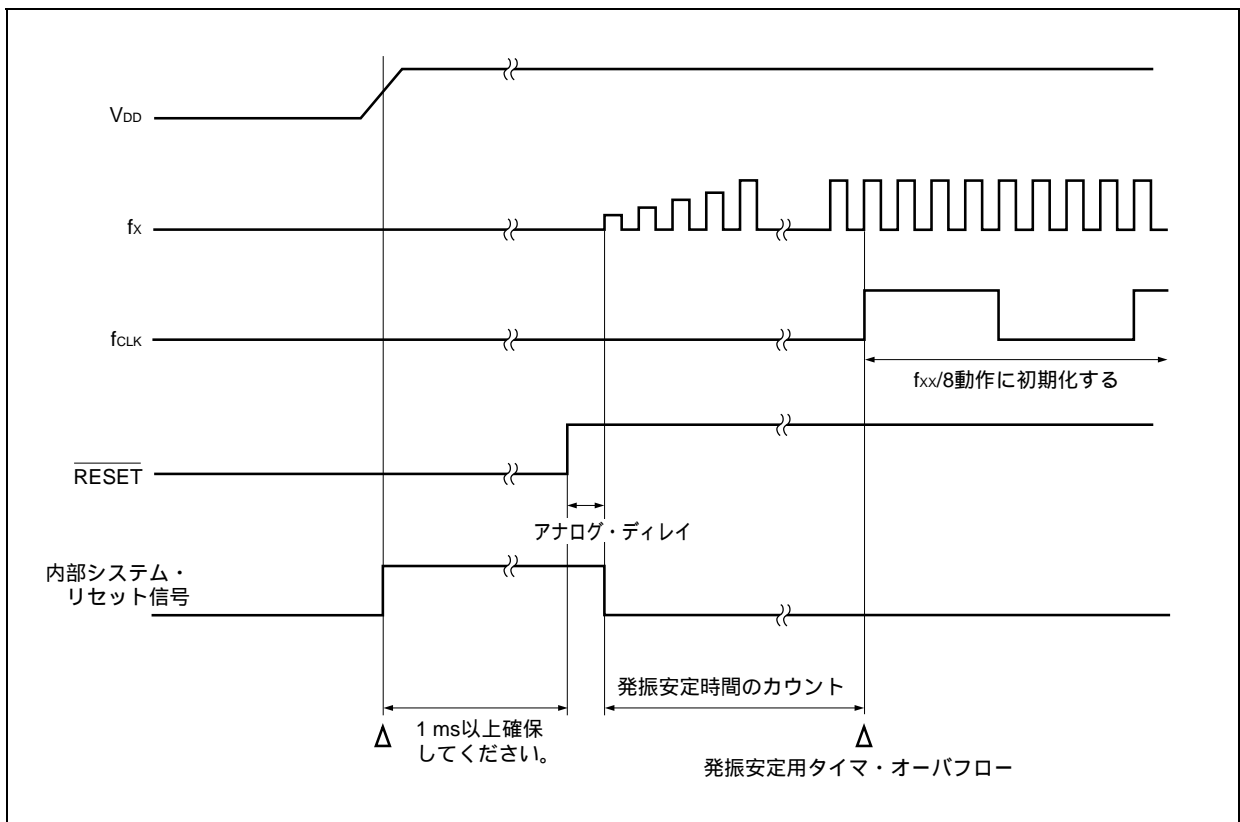 VDD
fX
fCLK
fXX/8動作に初期化する
RESET
アナログ・ディレイ
内部システム・
リセット信号
発振安定時間のカウント
1 ms以上確保
してください。
発振安定用タイマ・オーバフロー